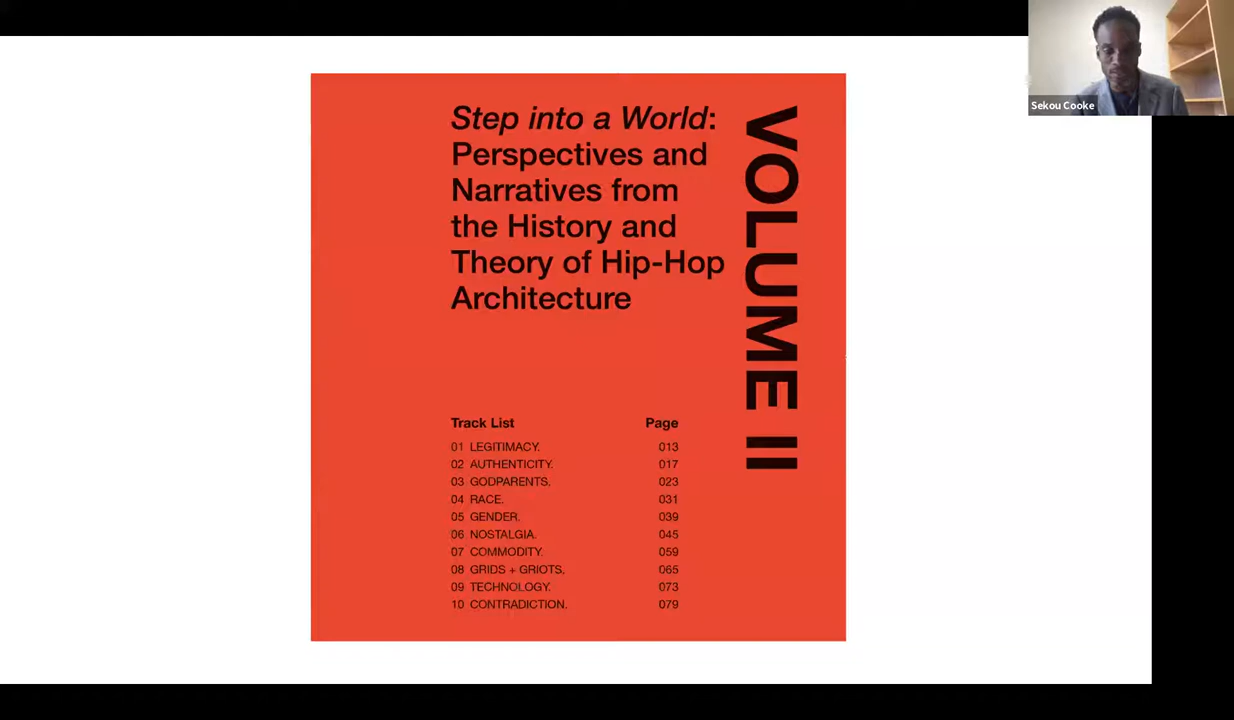 Step into a World:
Perspectives and
Narratives from
the History and
Theory of Hip-Hop
Architecture
VOLUME II
Track List Page
01 LEGITIMACY. 013
02 AUTHENTICITY. 017
03 GODPARENTS. 023
04 RACE. 031
05 GENDER. 039
06 NOSTALGIA. 045
07 COMMODITY. 059
08 GRIDS + GRIOTS. 065
09 TECHNOLOGY. 073
10 CONTRADICTION. 079
Sekou Cooke